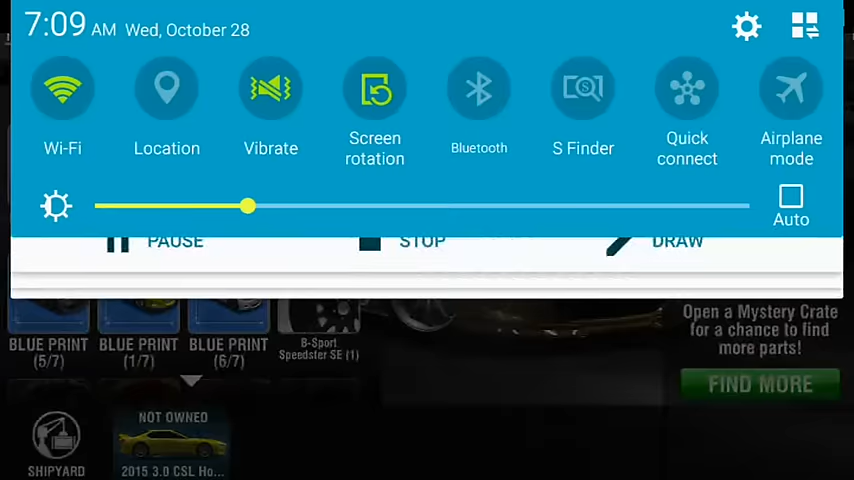 7:09 AM Wed, October 28
Wi-Fi
Location
Vibrate
Screen
rotation
Bluetooth
S Finder
Quick
connect
Airplane
mode
Auto
PAUSE
STOP
DRAW
BLUE PRINT
(5/7)
BLUE PRINT
(1/7)
BLUE PRINT
(6/7)
B-Sport
Speedster SE (1)
Open a Mystery Crate
for a chance to find
more parts!
FIND MORE
SHIPYARD
NOT OWNED
2015 3.0 CSL Ho...